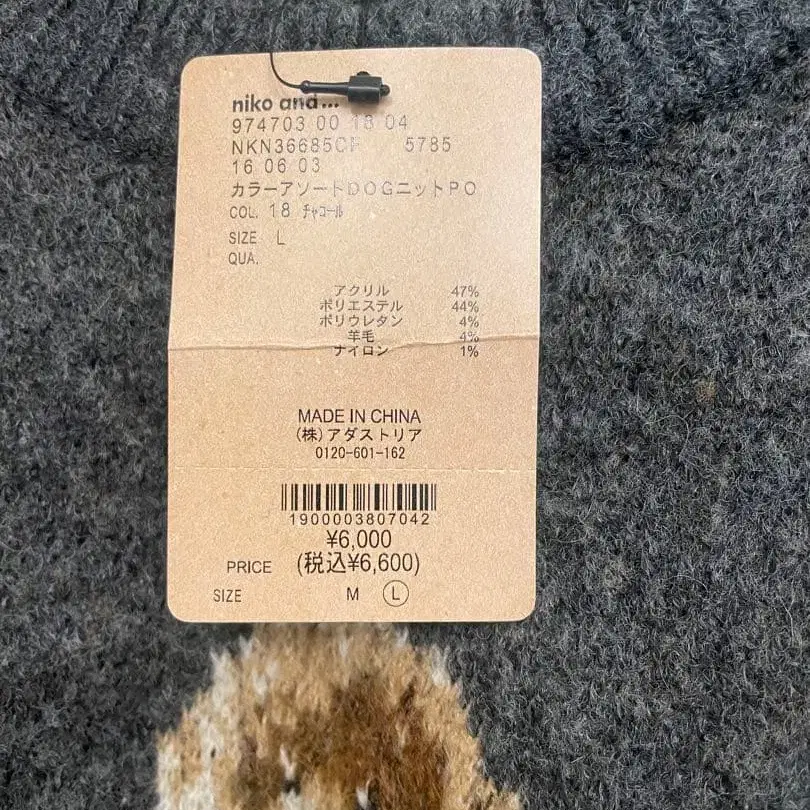 niko and...
974703 00 18 04
NKN36685CP 5785
16 06 03
カラーアソートDOGニットPO
COL. 18 チャコール
SIZE L
QUA.
アクリル 47%
ポリエステル 44%
ポリウレタン 4%
羊毛 4%
ナイロン 1%
MADE IN CHINA
(株)アダストリア
0120-601-162
1900003807042
¥6,000
PRICE (税込¥6,600)
SIZE M L